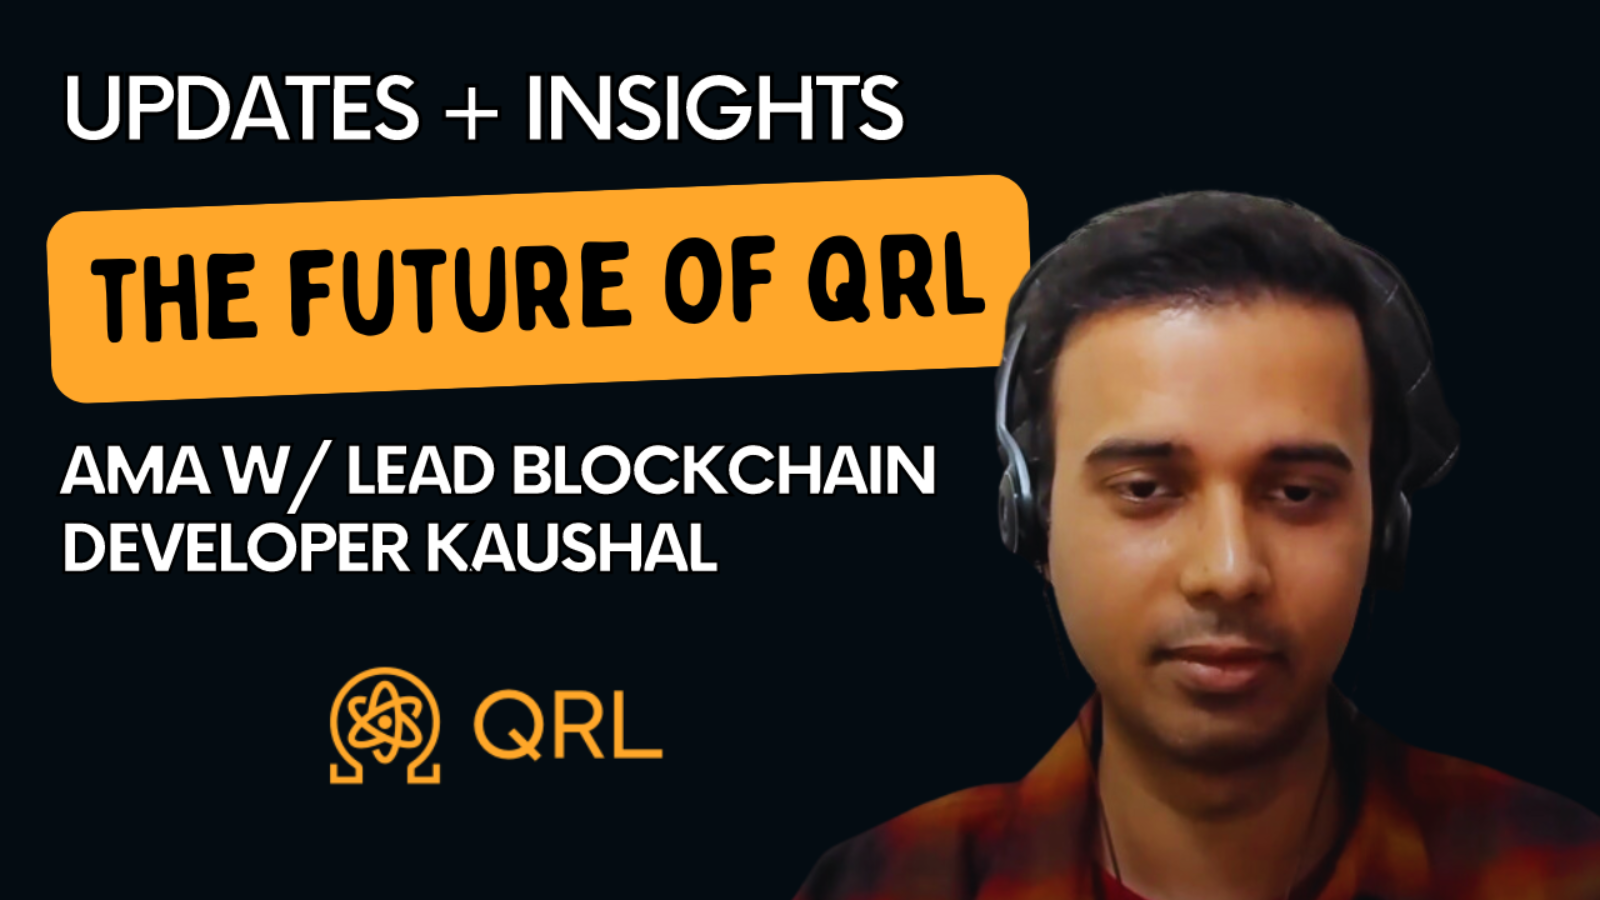 UPDATES + INSIGHTS
THE FUTURE OF QRL
AMA W/ LEAD BLOCKCHAIN
DEVELOPER KAUSHAL
QRL